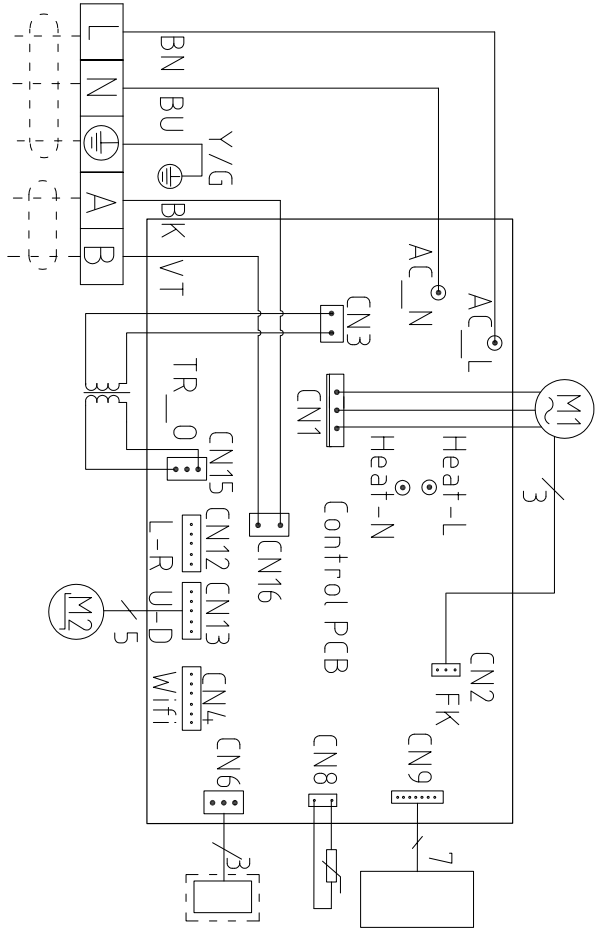 L
N
A
B
BN
BU
Y/G
BK
VT
AC_N
AC_L
CN3
TR_O
CN1
M1
3
CN15
Heat-N
Heat-L
L-R
CN12
CN16
Control PCB
M2
5
U-D
CN13
CN2
FK
Wifi
CN4
CN6
CN8
CN9
3
7